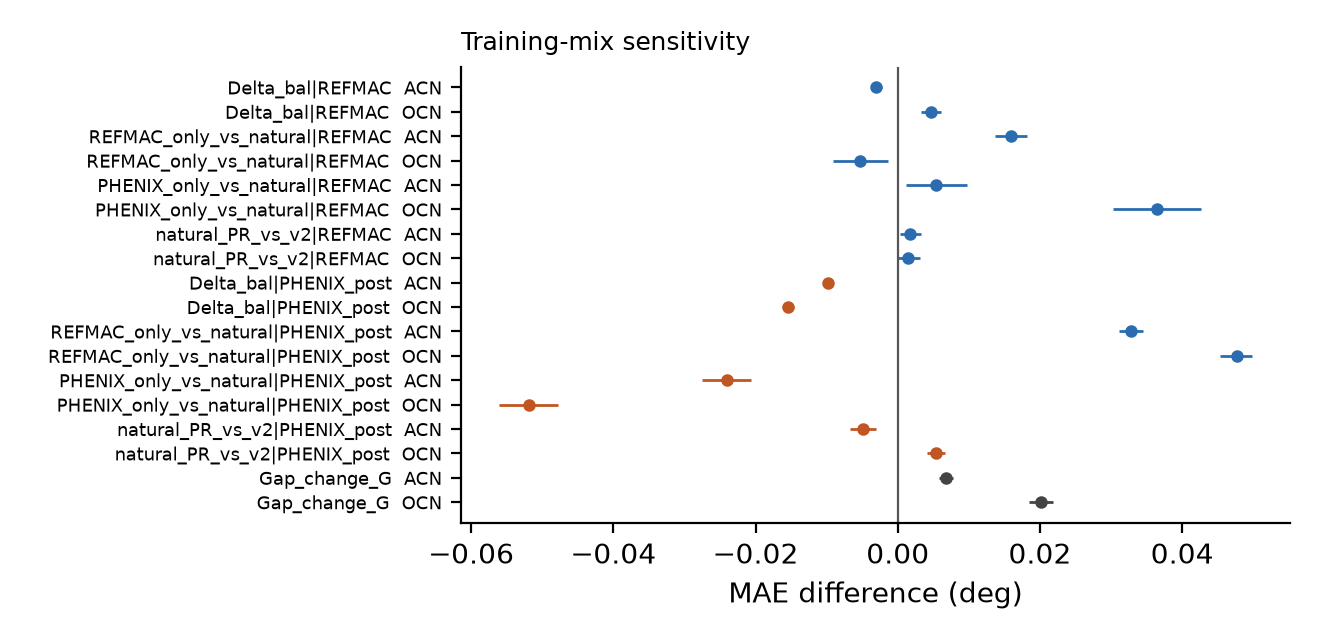 Training-mix sensitivity
Delta_bal|REFMAC ACN
Delta_bal|REFMAC OCN
REFMAC_only_vs_natural|REFMAC ACN
REFMAC_only_vs_natural|REFMAC OCN
PHENIX_only_vs_natural|REFMAC ACN
PHENIX_only_vs_natural|REFMAC OCN
natural_PR_vs_v2|REFMAC ACN
natural_PR_vs_v2|REFMAC OCN
Delta_bal|PHENIX_post ACN
Delta_bal|PHENIX_post OCN
REFMAC_only_vs_natural|PHENIX_post ACN
REFMAC_only_vs_natural|PHENIX_post OCN
PHENIX_only_vs_natural|PHENIX_post ACN
PHENIX_only_vs_natural|PHENIX_post OCN
natural_PR_vs_v2|PHENIX_post ACN
natural_PR_vs_v2|PHENIX_post OCN
Gap_change_G ACN
Gap_change_G OCN
−0.06 −0.04 −0.02 0.00 0.02 0.04
MAE difference (deg)